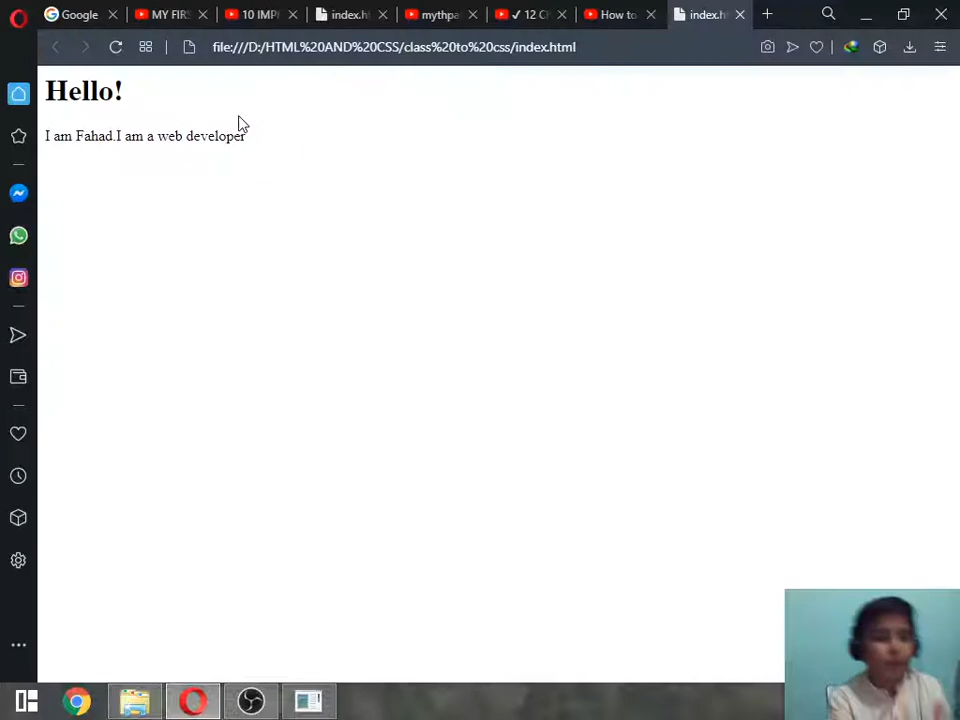 Google
MY FIRS
10 IMP
index.h
mythpa
✓ 12 C
How to
index.h
file:///D:/HTML%20AND%20CSS/class%20to%20css/index.html
Hello!
I am Fahad.I am a web developer